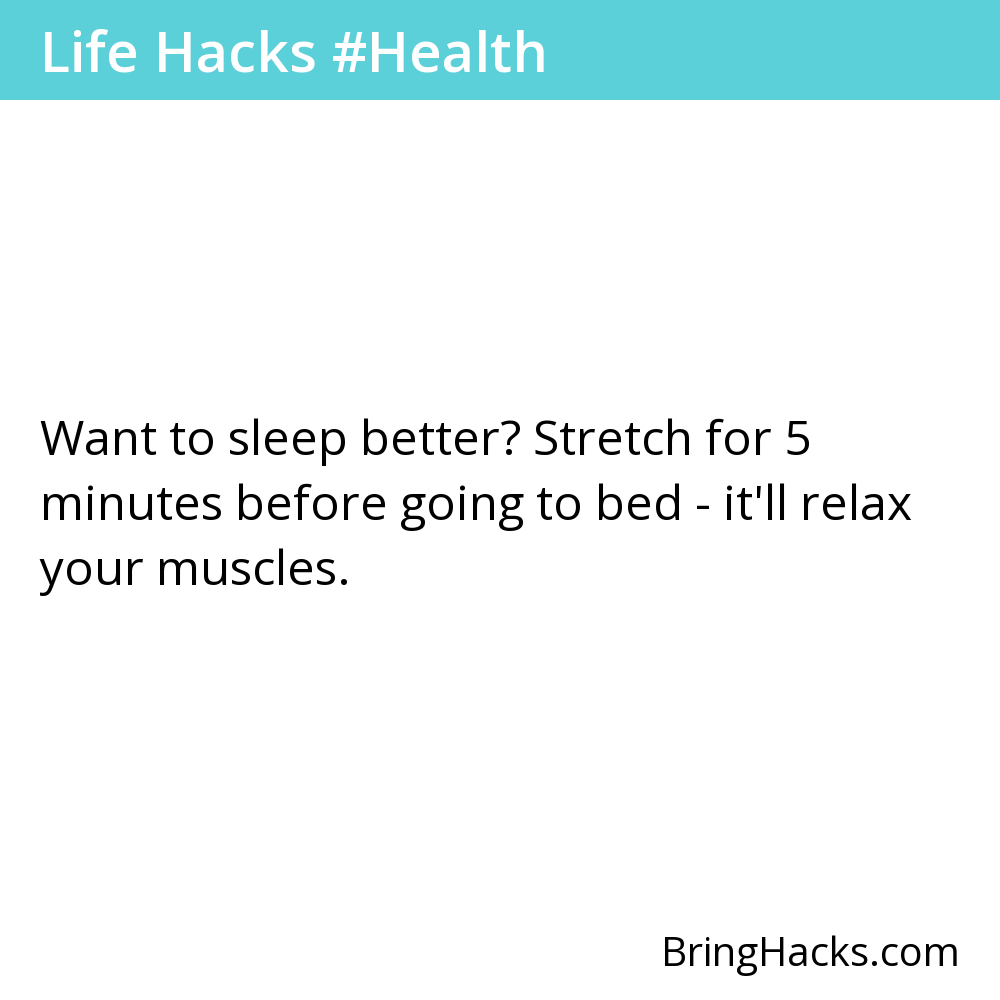 Life Hacks #Health
Want to sleep better? Stretch for 5
minutes before going to bed - it'll relax
your muscles.
BringHacks.com